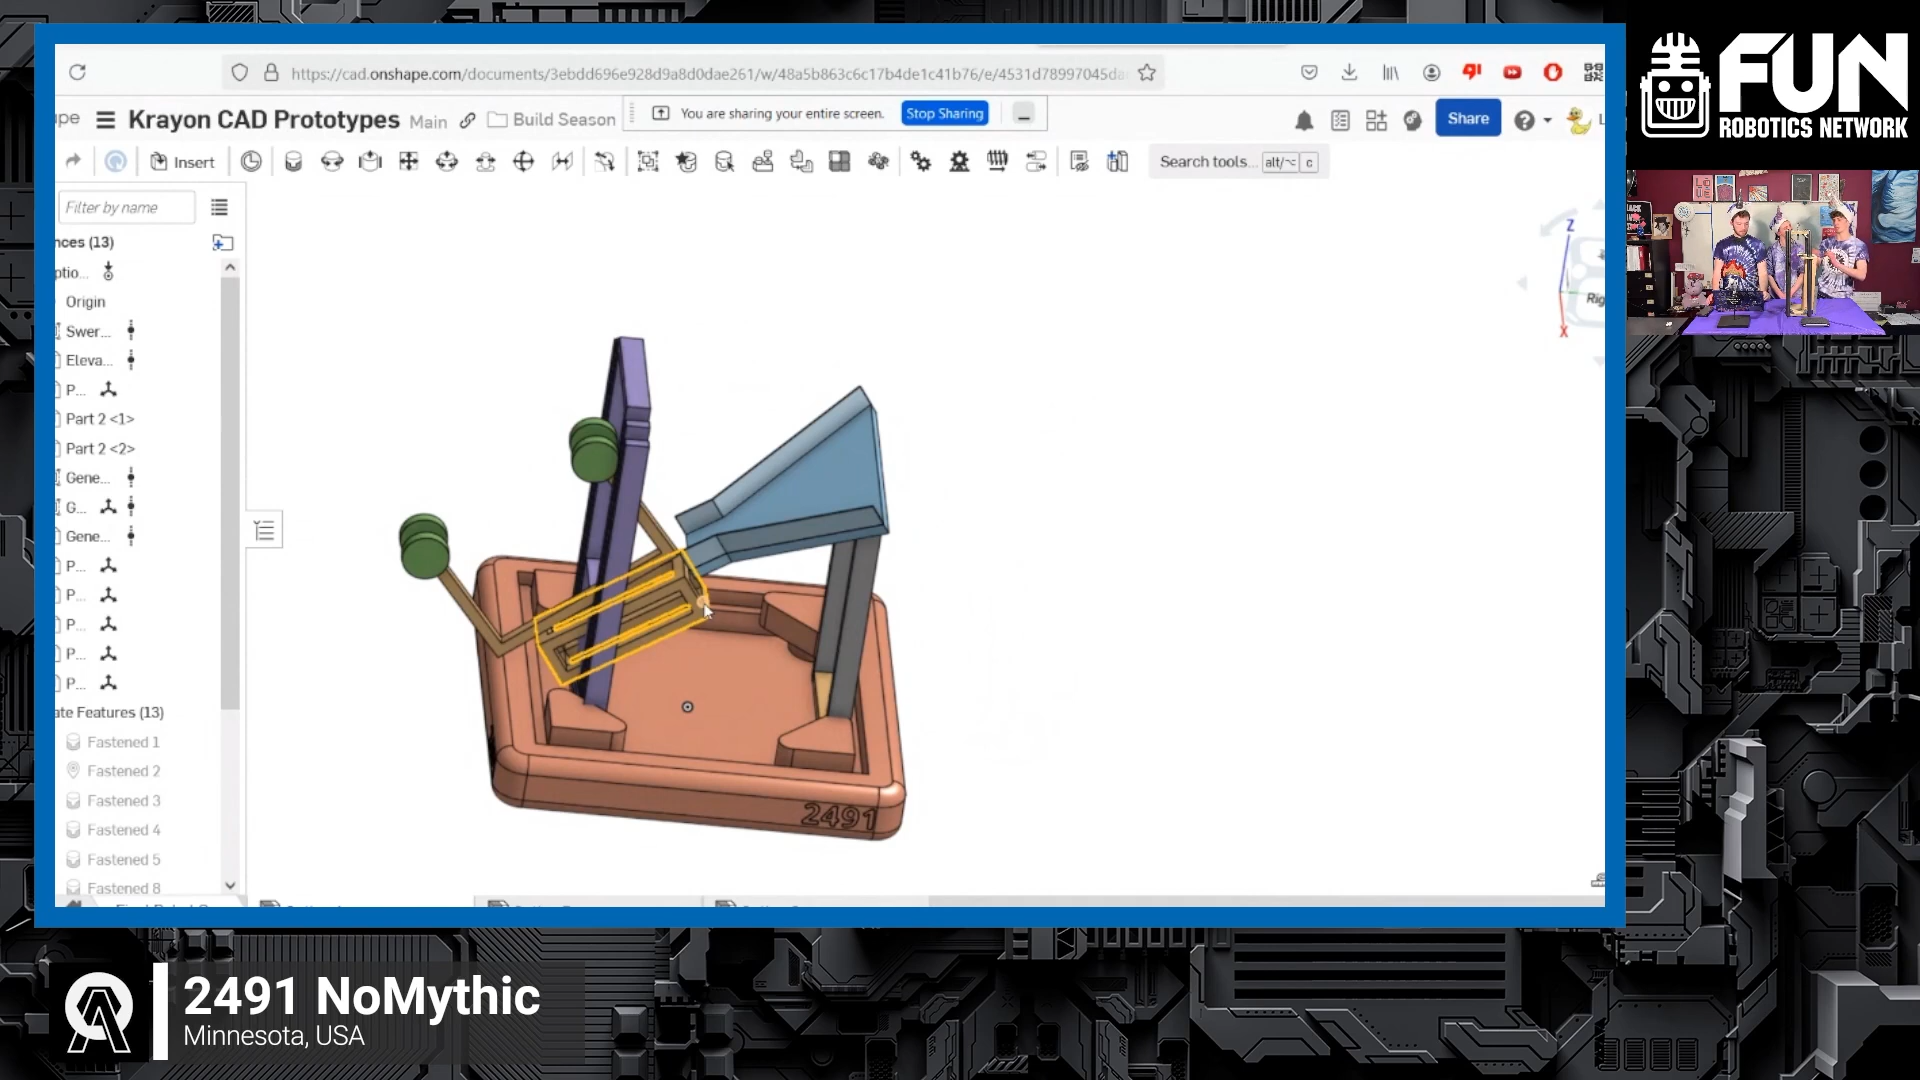 https://cad.onshape.com/documents/3ebdd696e928d9a8d0dae261/w/48a5b863c6c17b4de1c41b76/e/4531d78997045da
Krayon CAD Prototypes Main Build Season
You are sharing your entire screen. Stop Sharing
Share
Insert
Search tools... alt/⌥ c
Filter by name
nces (13)
ptio...
Origin
Swer...
Eleva...
P...
Part 2 <1>
Part 2 <2>
Gene...
G...
Gene...
P...
P...
P...
P...
P...
ate Features (13)
Fastened 1
Fastened 2
Fastened 3
Fastened 4
Fastened 5
Fastened 8
Z
Rig
X
2491
FUN
ROBOTICS NETWORK
2491 NoMythic
Minnesota, USA